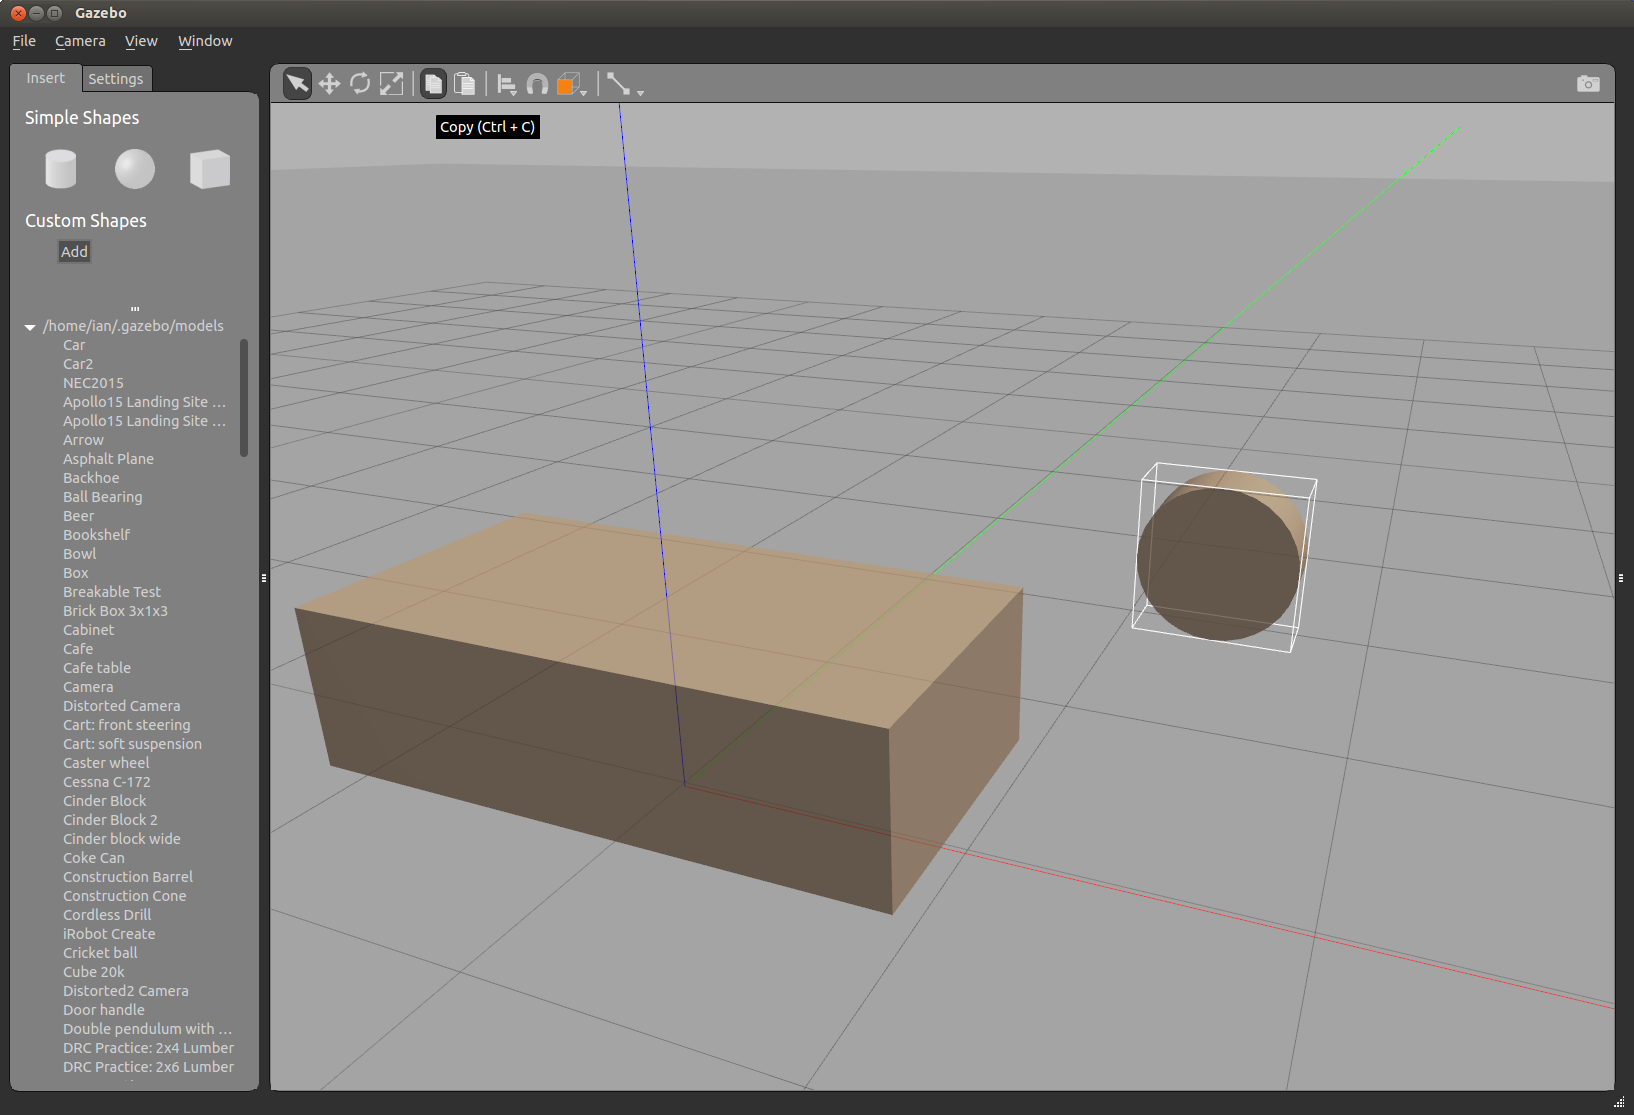 Gazebo
File Camera View Window
Insert Settings
Copy (Ctrl + C)
Simple Shapes
Custom Shapes
Add
/home/ian/.gazebo/models
Car
Car2
NEC2015
Apollo15 Landing Site ...
Apollo15 Landing Site ...
Arrow
Asphalt Plane
Backhoe
Ball Bearing
Beer
Bookshelf
Bowl
Box
Breakable Test
Brick Box 3x1x3
Cabinet
Cafe
Cafe table
Camera
Distorted Camera
Cart: front steering
Cart: soft suspension
Caster wheel
Cessna C-172
Cinder Block
Cinder Block 2
Cinder block wide
Coke Can
Construction Barrel
Construction Cone
Cordless Drill
iRobot Create
Cricket ball
Cube 20k
Distorted2 Camera
Door handle
Double pendulum with ...
DRC Practice: 2x4 Lumber
DRC Practice: 2x6 Lumber